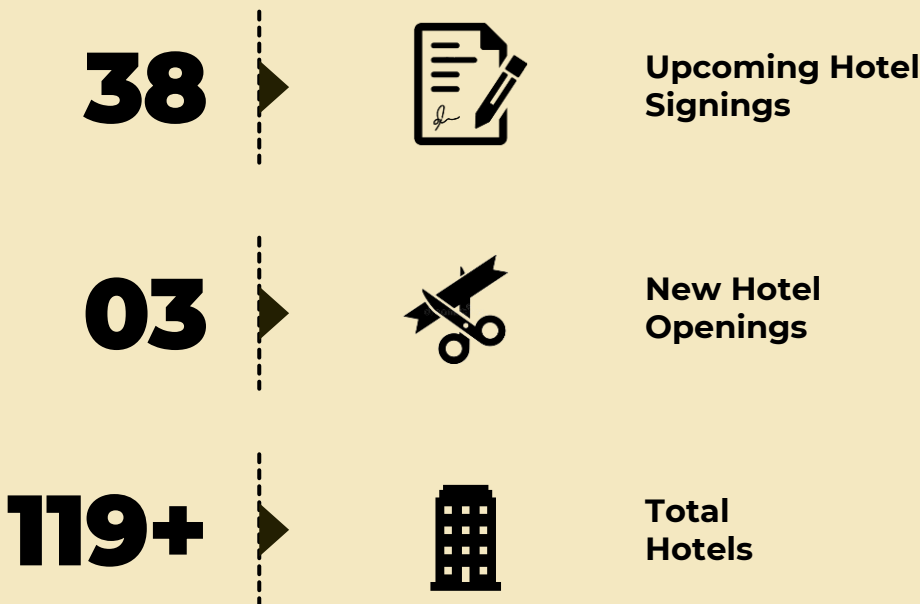 38
Upcoming Hotel
Signings
03
New Hotel
Openings
119+
Total
Hotels